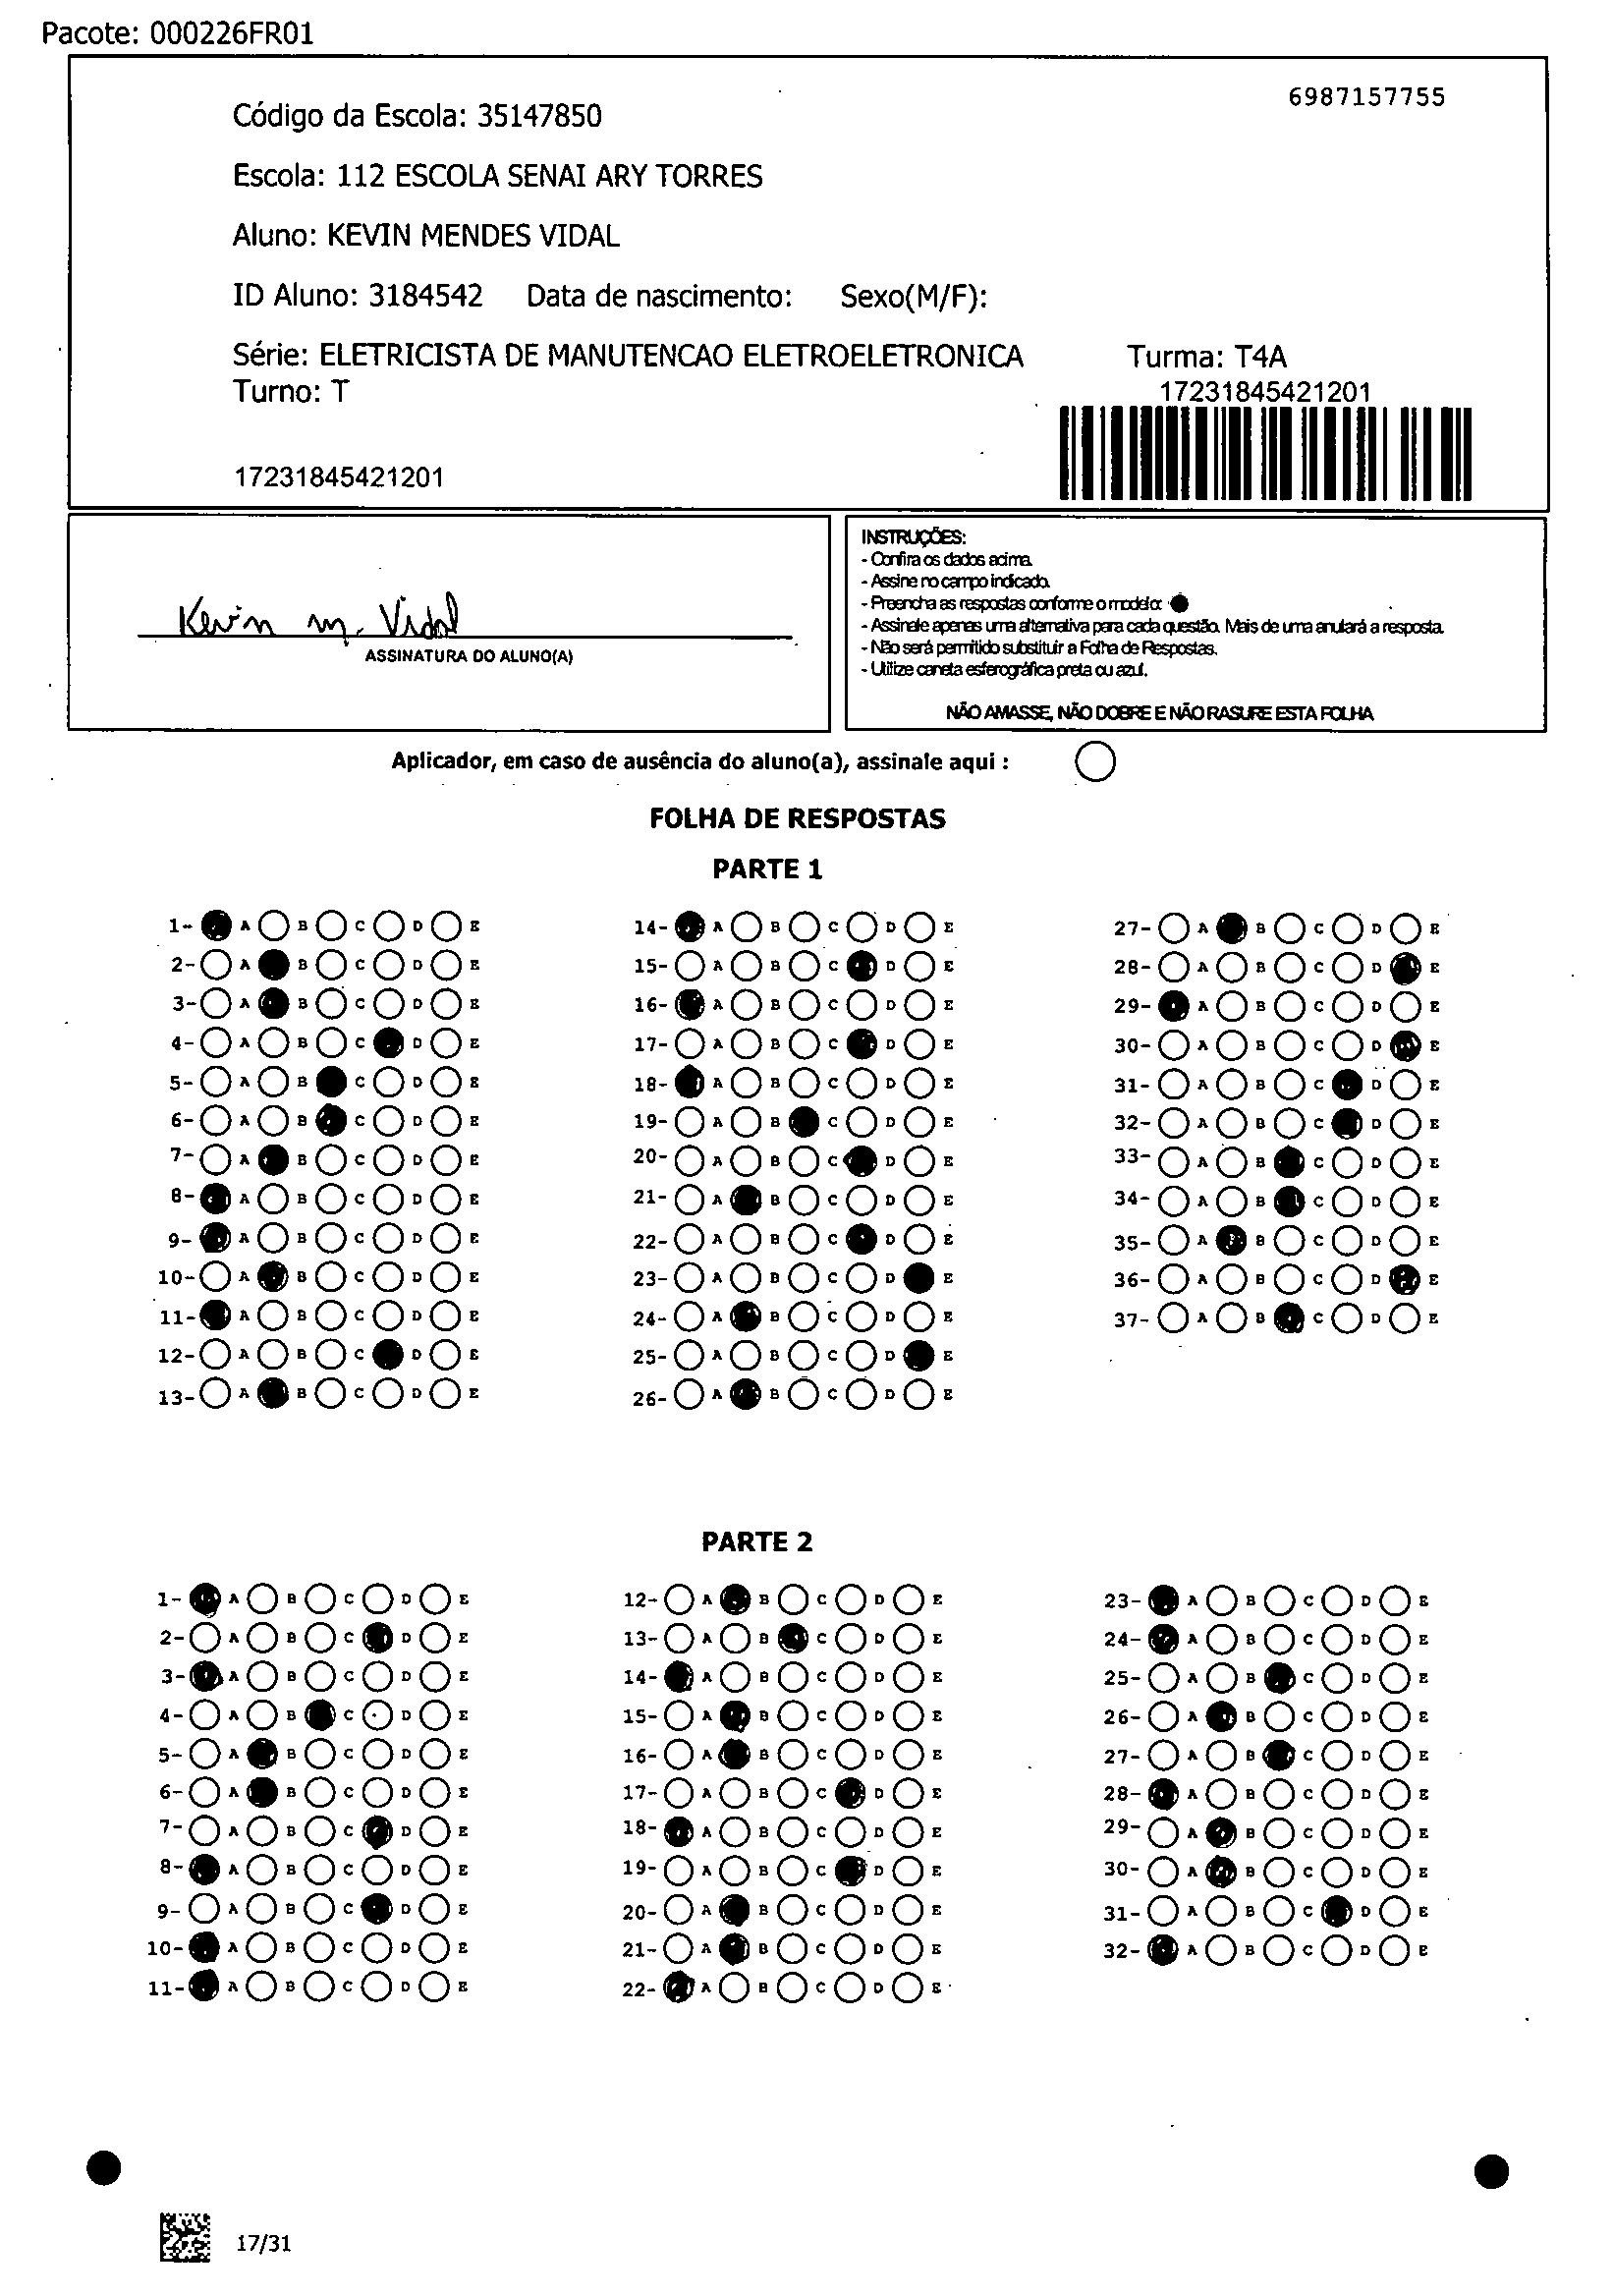 Pacote: 000226FR01
6987157755
Código da Escola: 35147850
Escola: 112 ESCOLA SENAI ARY TORRES
Aluno: KEVIN MENDES VIDAL
ID Aluno: 3184542 Data de nascimento: Sexo(M/F):
Série: ELETRICISTA DE MANUTENCAO ELETROELETRONICA Turma: T4A
Turno: T 17231845421201
17231845421201
Kevin M. Vidal
ASSINATURA DO ALUNO(A)
INSTRUÇÕES:
- Confira os dados acima.
- Assine no campo indicado.
- Preencha as respostas conforme o modelo:
- Assinale apenas uma alternativa para cada questão. Mais de uma anulará a resposta.
- Não será permitido substituir a Folha de Respostas.
- Utilize caneta esferográfica preta ou azul.
NÃO AMASSE, NÃO DOBRE E NÃO RASURE ESTA FOLHA
Aplicador, em caso de ausência do aluno(a), assinale aqui :
FOLHA DE RESPOSTAS
PARTE 1
1- A B C D E 14- A B C D E 27- A B C D E
2- A B C D E 15- A B C D E 28- A B C D E
3- A B C D E 16- A B C D E 29- A B C D E
4- A B C D E 17- A B C D E 30- A B C D E
5- A B C D E 18- A B C D E 31- A B C D E
6- A B C D E 19- A B C D E 32- A B C D E
7- A B C D E 20- A B C D E 33- A B C D E
8- A B C D E 21- A B C D E 34- A B C D E
9- A B C D E 22- A B C D E 35- A B C D E
10- A B C D E 23- A B C D E 36- A B C D E
11- A B C D E 24- A B C D E 37- A B C D E
12- A B C D E 25- A B C D E
13- A B C D E 26- A B C D E
PARTE 2
1- A B C D E 12- A B C D E 23- A B C D E
2- A B C D E 13- A B C D E 24- A B C D E
3- A B C D E 14- A B C D E 25- A B C D E
4- A B C D E 15- A B C D E 26- A B C D E
5- A B C D E 16- A B C D E 27- A B C D E
6- A B C D E 17- A B C D E 28- A B C D E
7- A B C D E 18- A B C D E 29- A B C D E
8- A B C D E 19- A B C D E 30- A B C D E
9- A B C D E 20- A B C D E 31- A B C D E
10- A B C D E 21- A B C D E 32- A B C D E
11- A B C D E 22- A B C D E
17/31